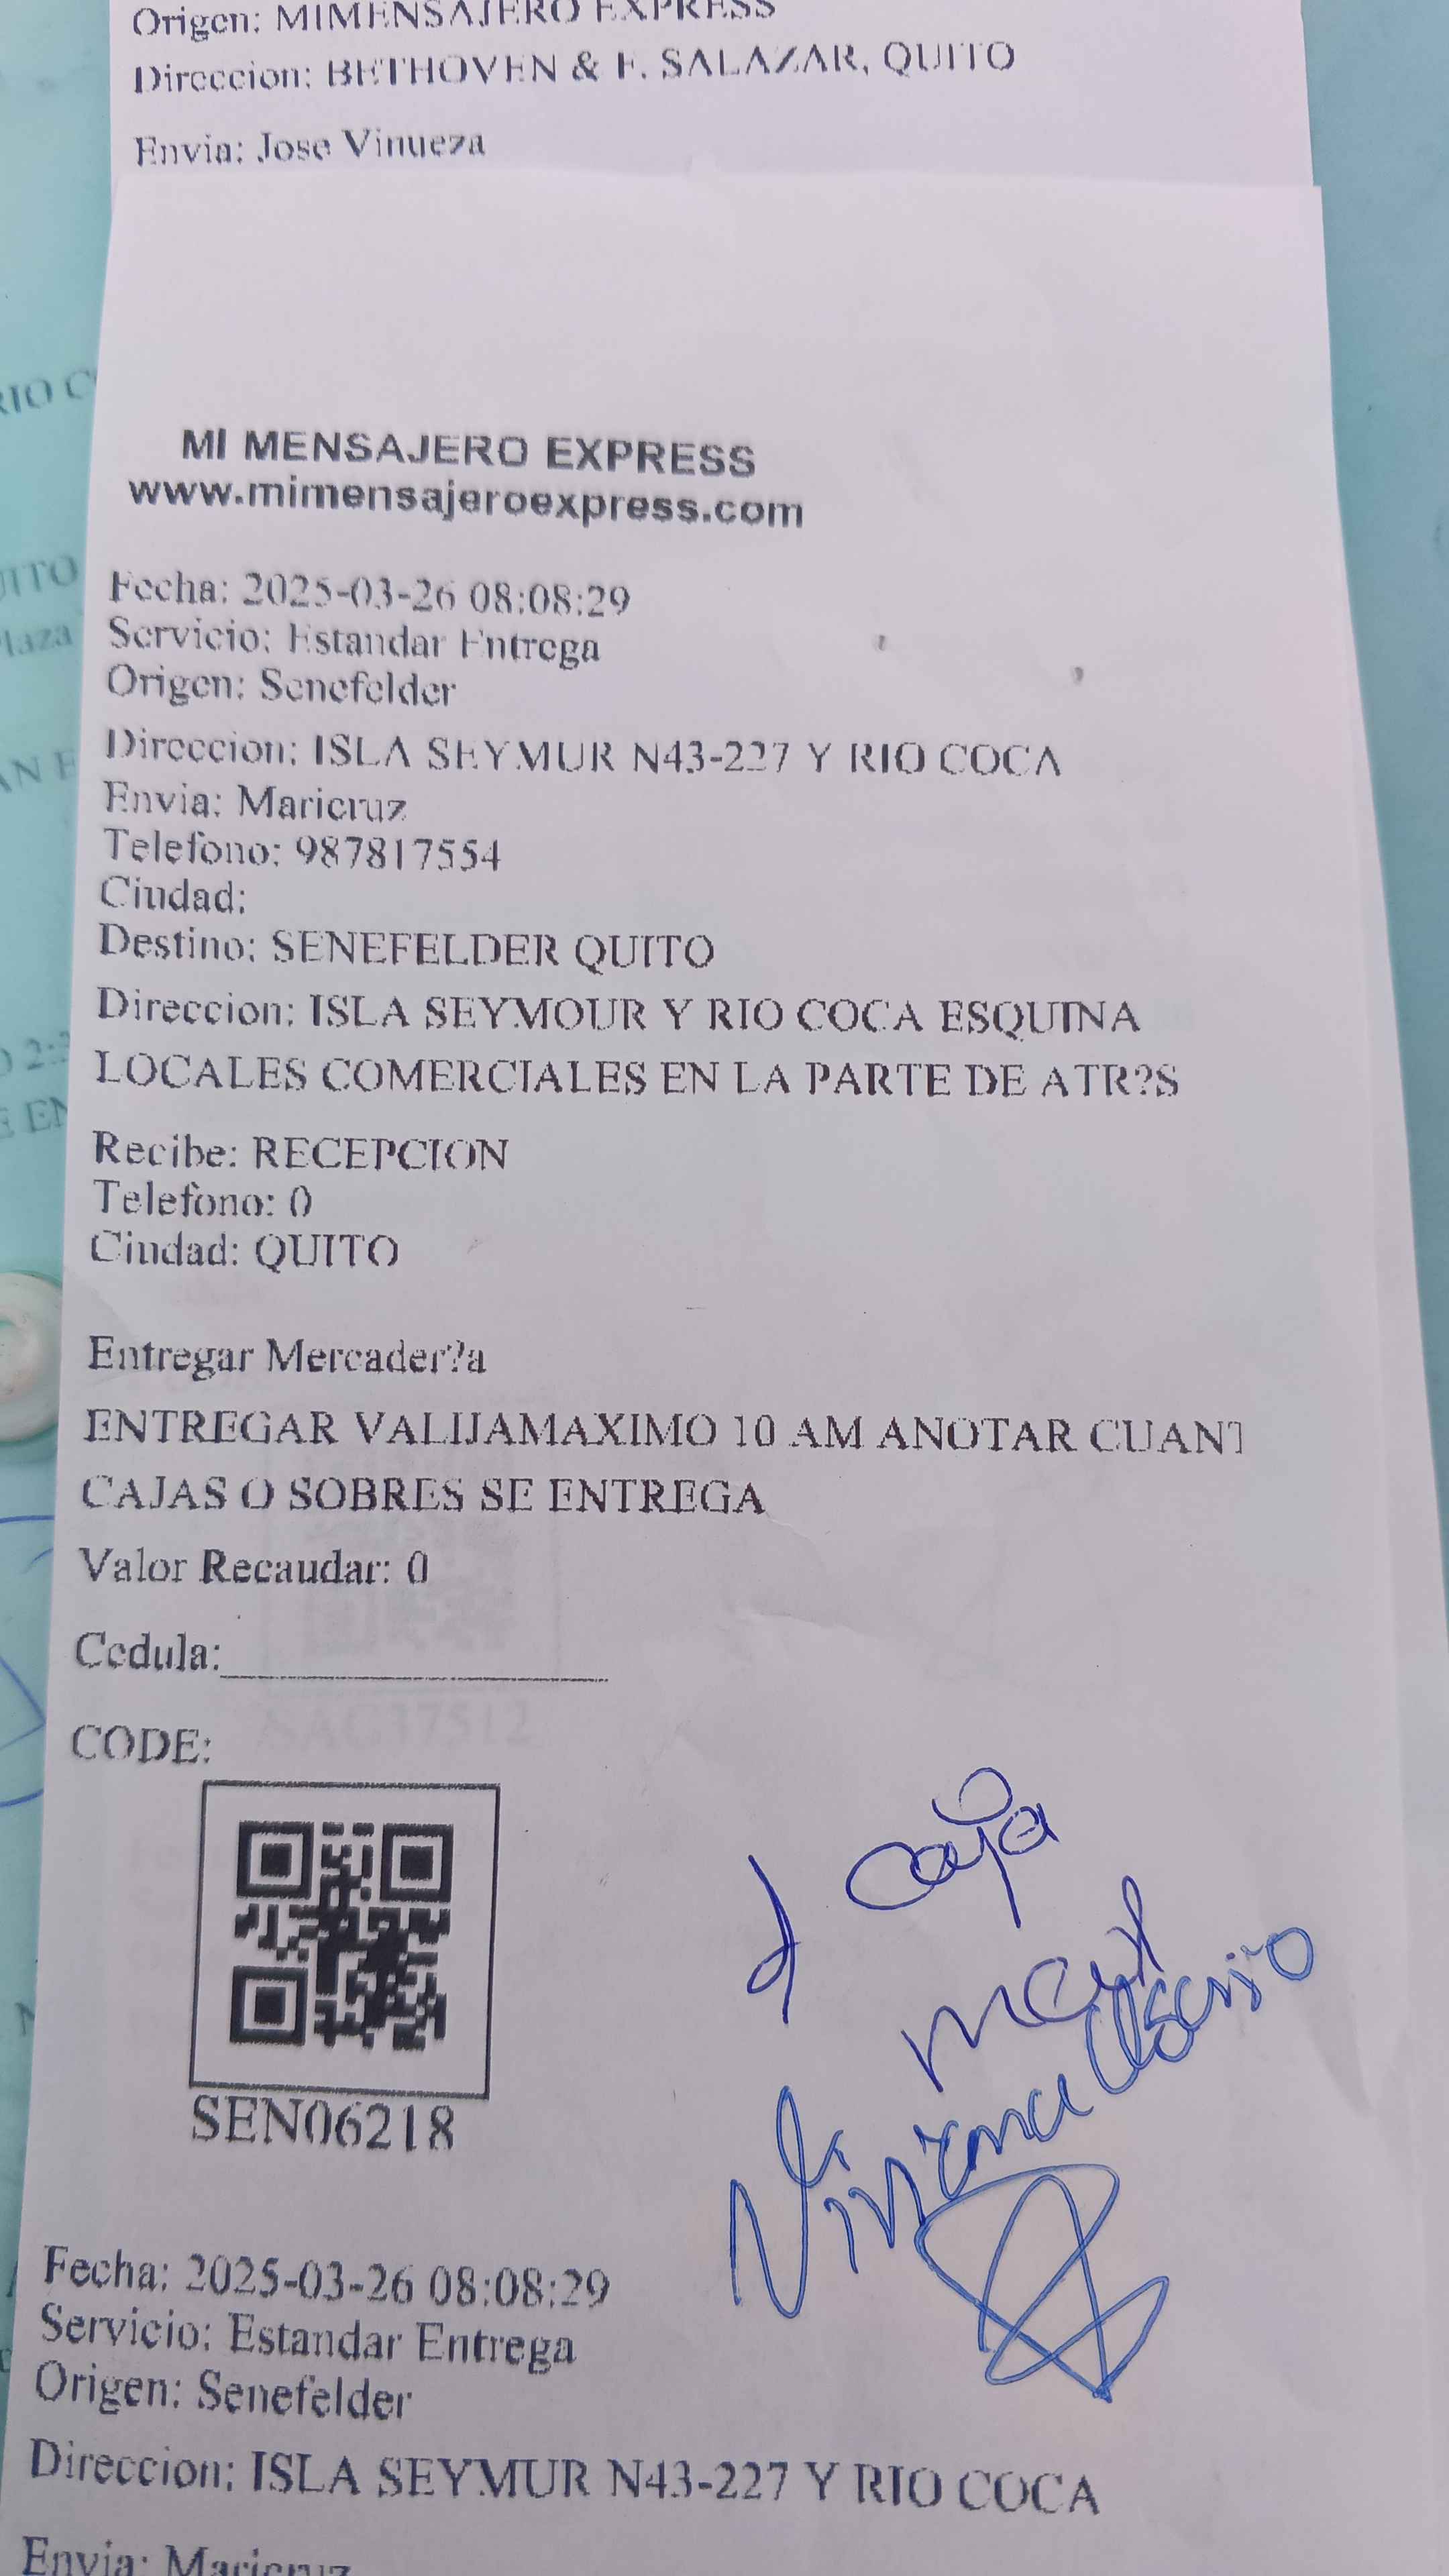 Origen: MIMENSAJERO EXPRESS
Direccion: BETHOVEN & F. SALAZAR, QUITO
Envia: Jose Vinueza
MI MENSAJERO EXPRESS
www.mimensajeroexpress.com
Fecha: 2025-03-26 08:08:29
Servicio: Estandar Entrega
Origen: Senefelder
Direccion: ISLA SEYMUR N43-227 Y RIO COCA
Envia: Maricruz
Telefono: 987817554
Ciudad:
Destino: SENEFELDER QUITO
Direccion: ISLA SEYMOUR Y RIO COCA ESQUINA
LOCALES COMERCIALES EN LA PARTE DE ATR?S
Recibe: RECEPCION
Telefono: 0
Ciudad: QUITO
Entregar Mercader?a
ENTREGAR VALIJAMAXIMO 10 AM ANOTAR CUANT
CAJAS O SOBRES SE ENTREGA
Valor Recaudar: 0
Cedula:
SAG37512
CODE:
1 caja
Viviana
SEN06218
Fecha: 2025-03-26 08:08:29
Servicio: Estandar Entrega
Origen: Senefelder
Direccion: ISLA SEYMUR N43-227 Y RIO COCA
Envia: Maricruz